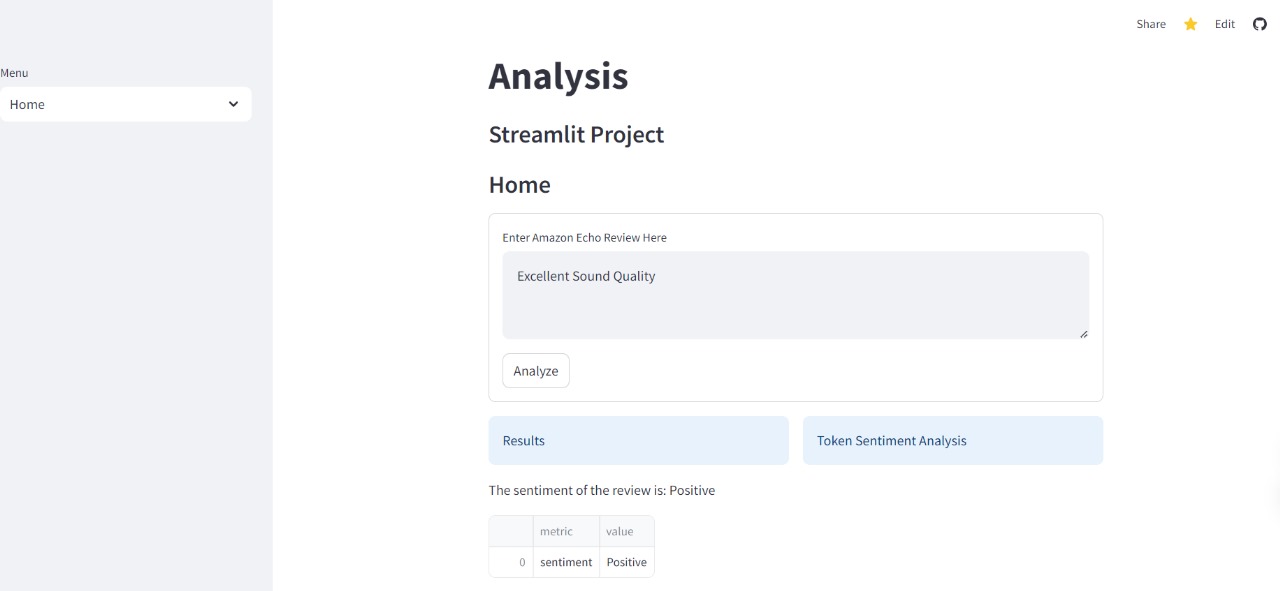 Share Edit
Menu
Home
Analysis
Streamlit Project
Home
Enter Amazon Echo Review Here
Excellent Sound Quality
Analyze
Results
Token Sentiment Analysis
The sentiment of the review is: Positive
metric value
0 sentiment Positive